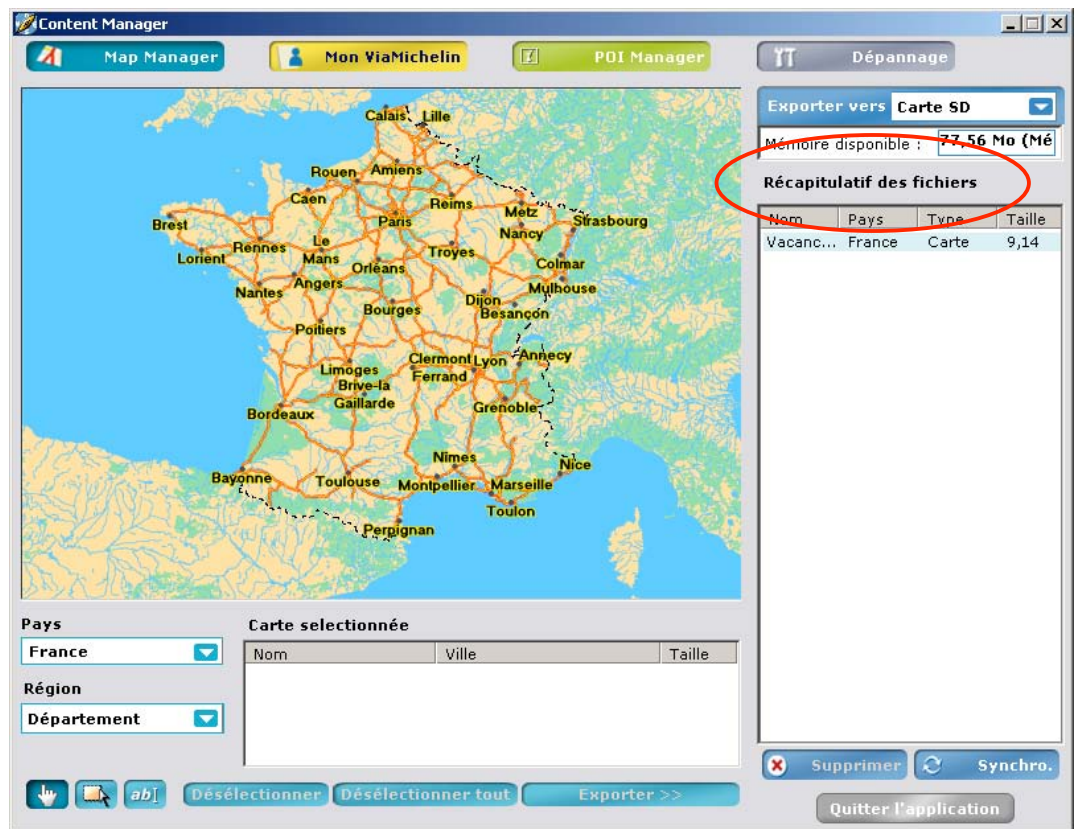 Content Manager
Map Manager
Mon ViaMichelin
POI Manager
Dépannage
Calais
Lille
Rouen
Amiens
Caen
Reims
Metz
Brest
Paris
Strasbourg
Nancy
Rennes
Le
Mans
Troyes
Lorient
Orléans
Colmar
Angers
Mulhouse
Nantes
Dijon
Bourges
Besançon
Poitiers
Clermont
Ferrand
Lyon
Annecy
Limoges
Brive-la
Gaillarde
Grenoble
Bordeaux
Nîmes
Nice
Bayonne
Toulouse
Montpellier
Marseille
Toulon
Perpignan
Exporter vers Carte SD
Mémoire disponible : 77,56 Mo (Mé
Récapitulatif des fichiers
Nom Pays Type Taille
Vacanc... France Carte 9,14
Pays
France
Région
Département
Carte selectionnée
Nom Ville Taille
ab
Désélectionner
Désélectionner tout
Exporter >>
Supprimer
Synchro.
Quitter l'application